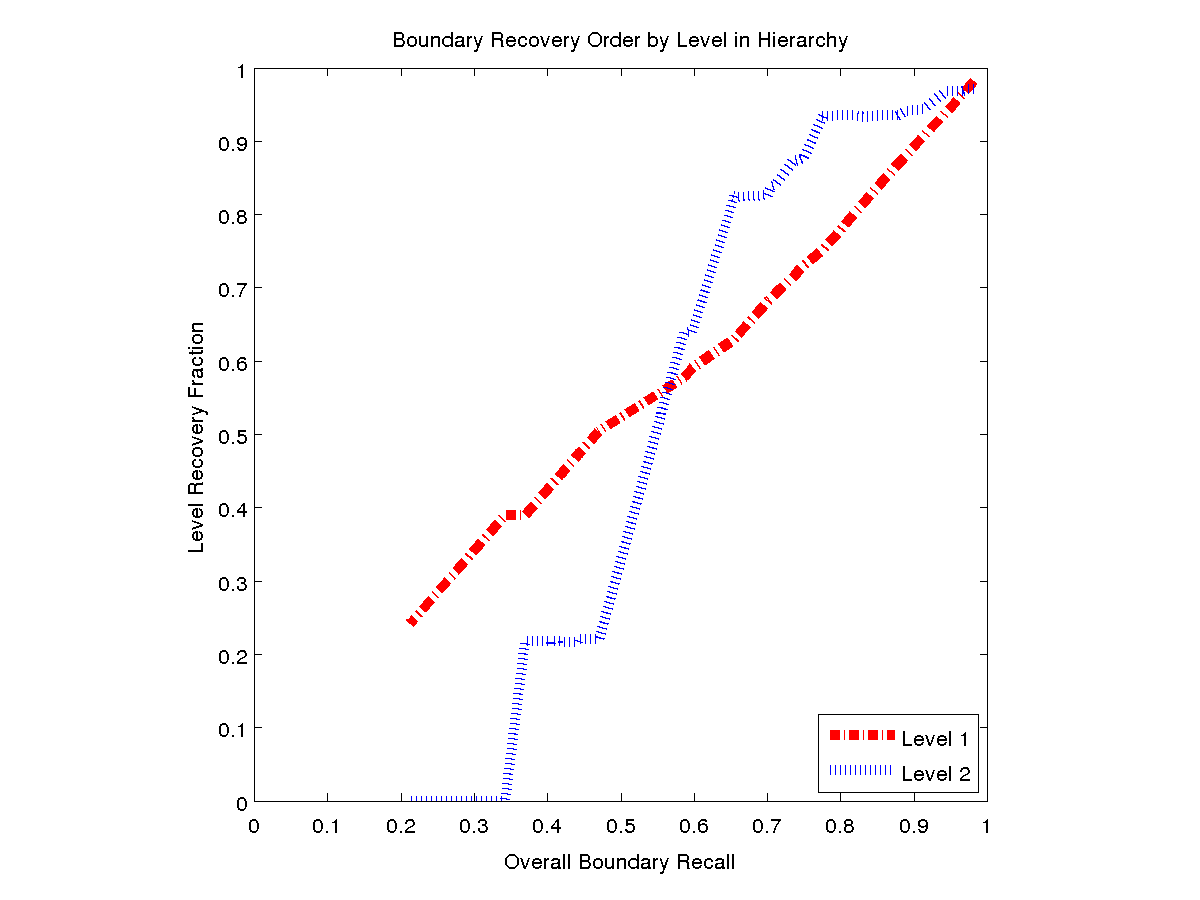 Boundary Recovery Order by Level in Hierarchy
1
0.9
0.8
0.7
0.6
0.5
0.4
0.3
0.2
0.1
0
Level Recovery Fraction
Level 1
Level 2
0 0.1 0.2 0.3 0.4 0.5 0.6 0.7 0.8 0.9 1
Overall Boundary Recall